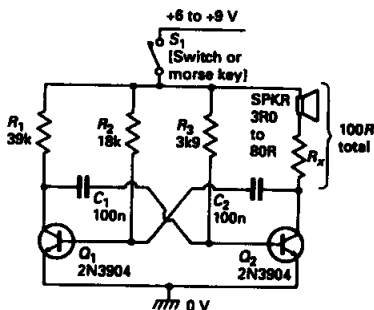 +6 to +9 V
S1
(Switch or
morse key)
SPKR
3R0
to
80R
100R
total
R1
39k
R2
18k
R3
3k9
Rx
C1
100n
C2
100n
Q1
2N3904
Q2
2N3904
0 V